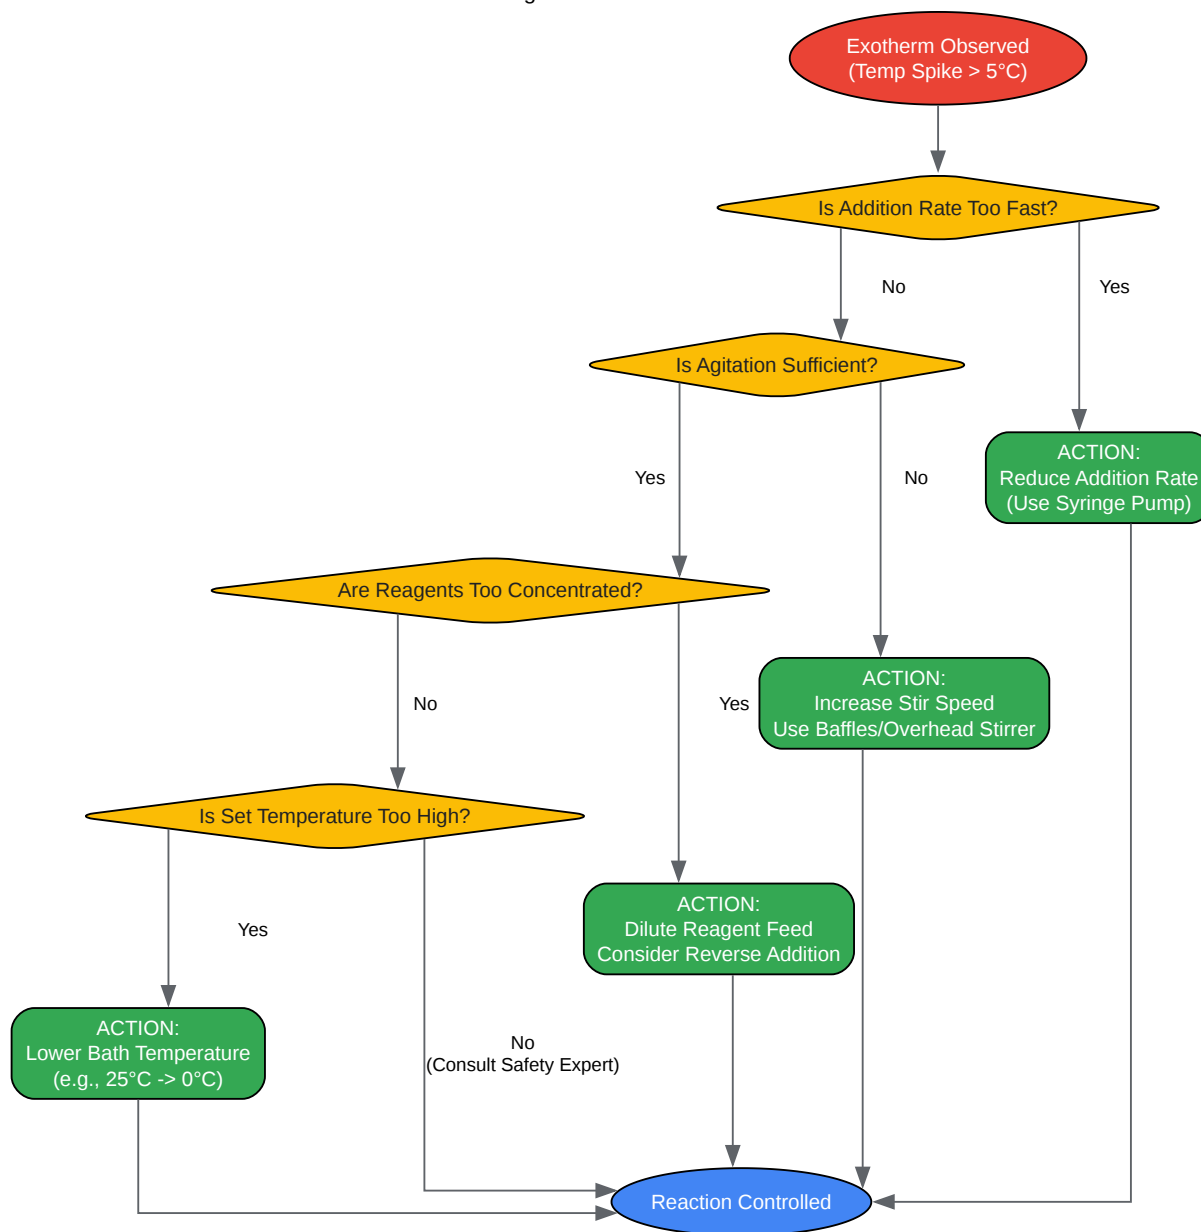 Exotherm Observed
(Temp Spike > 5°C)
Is Addition Rate Too Fast?
No
Yes
Is Agitation Sufficient?
Yes
No
ACTION:
Reduce Addition Rate
(Use Syringe Pump)
Are Reagents Too Concentrated?
No
Yes
ACTION:
Increase Stir Speed
Use Baffles/Overhead Stirrer
Is Set Temperature Too High?
Yes
No
(Consult Safety Expert)
ACTION:
Dilute Reagent Feed
Consider Reverse Addition
ACTION:
Lower Bath Temperature
(e.g., 25°C -> 0°C)
Reaction Controlled